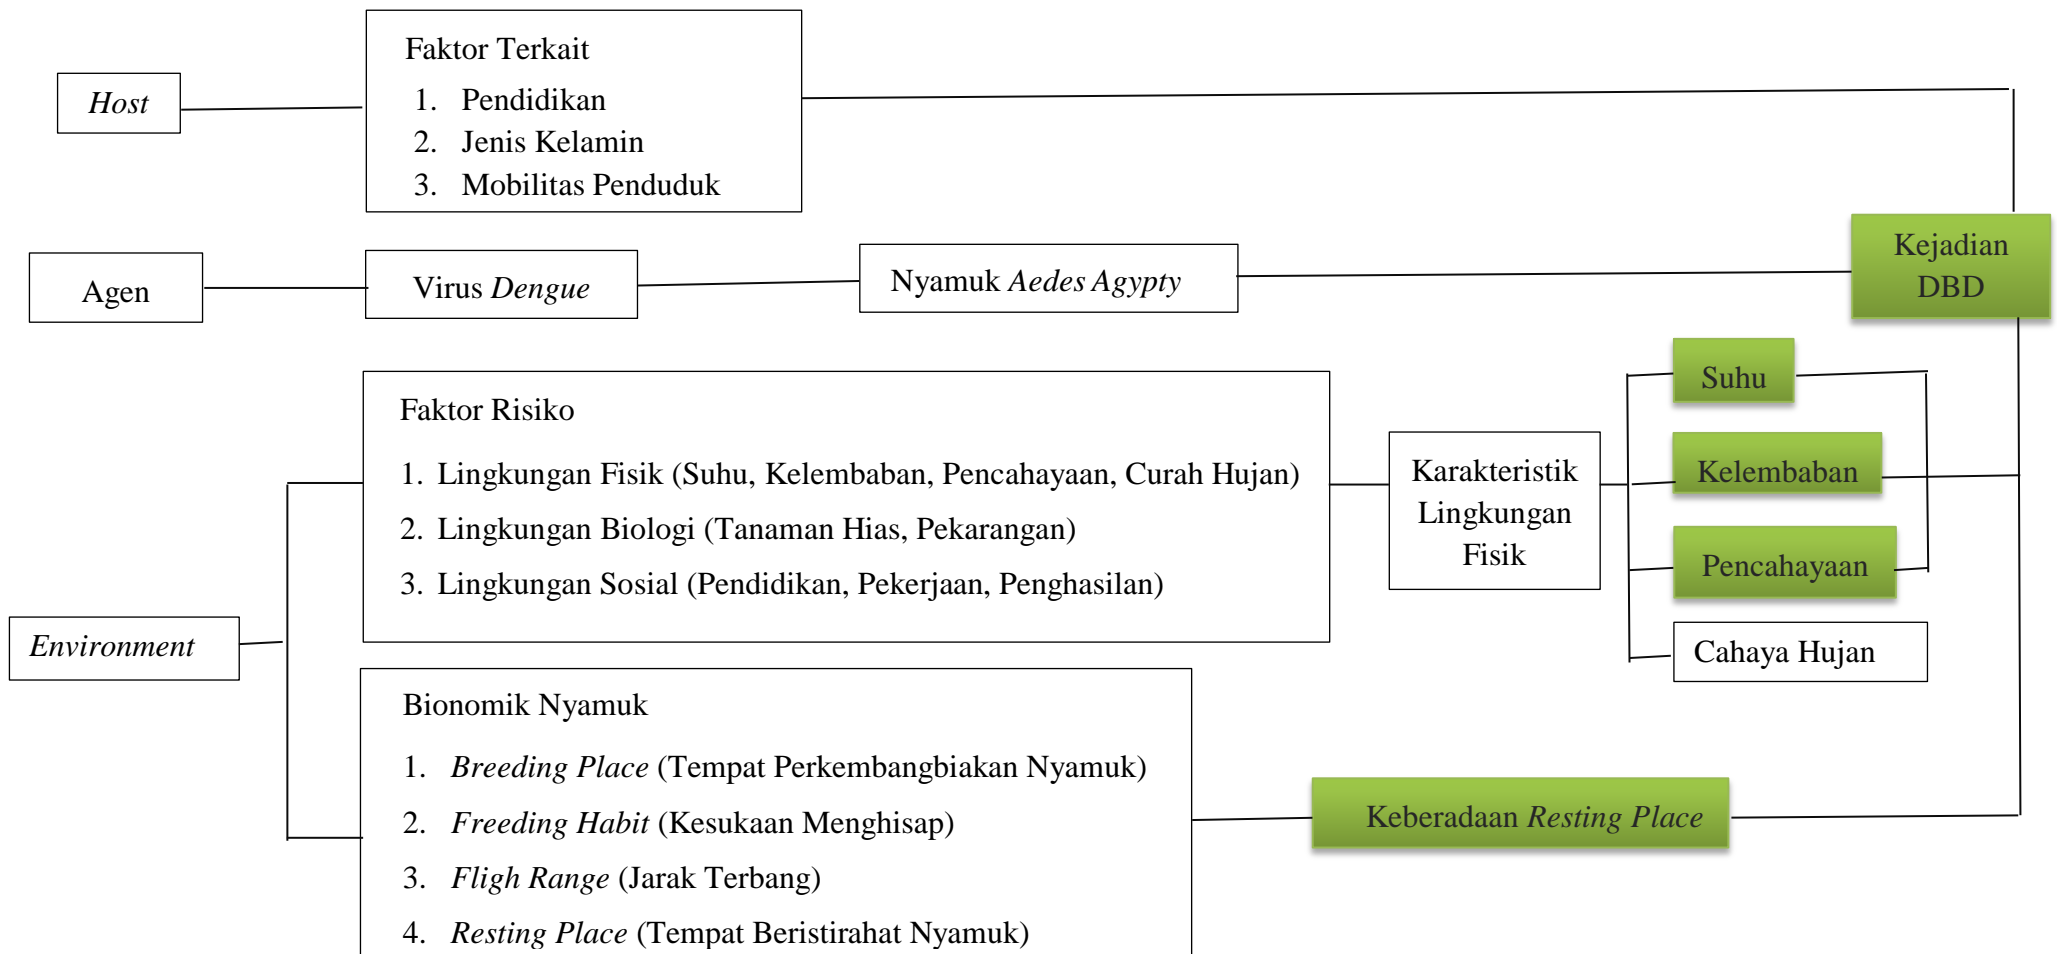 Faktor Terkait
Host
1. Pendidikan
2. Jenis Kelamin
3. Mobilitas Penduduk
Agen
Virus Dengue
Nyamuk Aedes Agypty
Kejadian
DBD
Faktor Risiko
1. Lingkungan Fisik (Suhu, Kelembaban, Pencahayaan, Curah Hujan)
2. Lingkungan Biologi (Tanaman Hias, Pekarangan)
3. Lingkungan Sosial (Pendidikan, Pekerjaan, Penghasilan)
Karakteristik
Lingkungan
Fisik
Suhu
Kelembaban
Pencahayaan
Cahaya Hujan
Environment
Bionomik Nyamuk
1. Breeding Place (Tempat Perkembangbiakan Nyamuk)
2. Freeding Habit (Kesukaan Menghisap)
3. Fligh Range (Jarak Terbang)
4. Resting Place (Tempat Beristirahat Nyamuk)
Keberadaan Resting Place